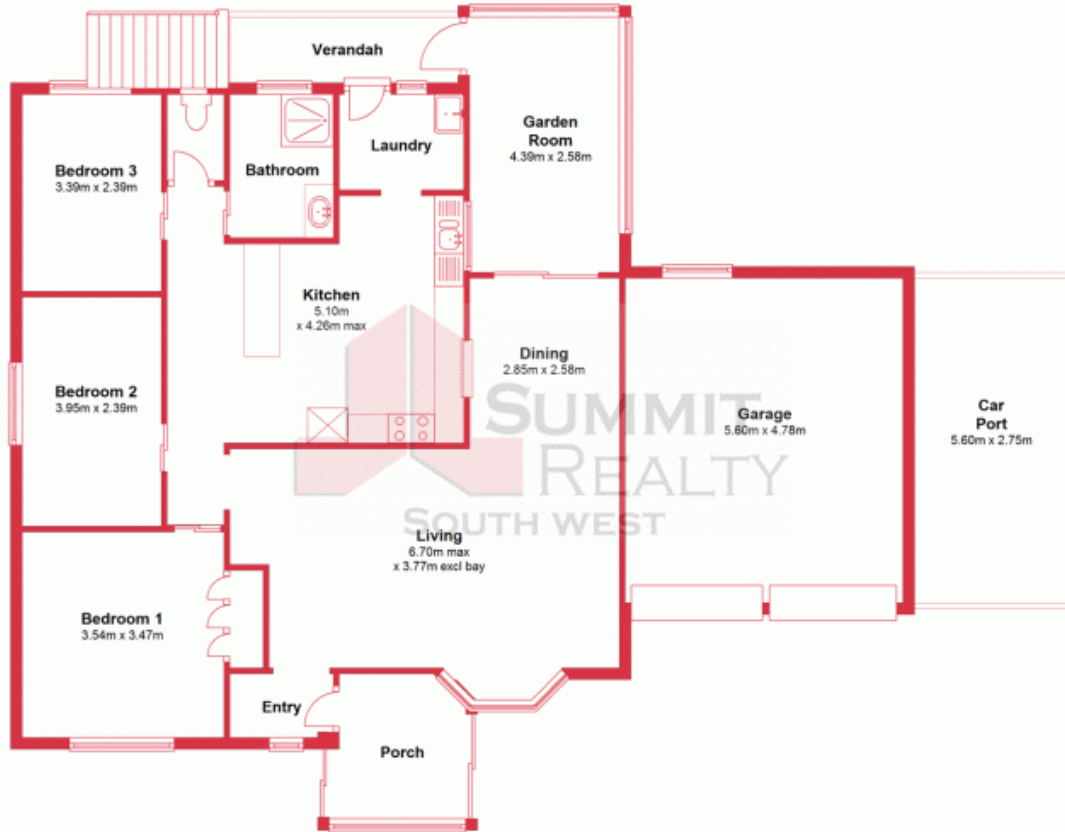 Verandah
Garden
Room
4.39m x 2.58m
Laundry
Bedroom 3
3.39m x 2.39m
Bathroom
Kitchen
5.10m
x 4.26m max
Dining
2.85m x 2.58m
Bedroom 2
3.95m x 2.39m
Garage
5.60m x 4.78m
Car
Port
5.60m x 2.75m
SUMMIT
REALTY
SOUTH WEST
Living
6.70m max
x 3.77m excl bay
Bedroom 1
3.54m x 3.47m
Entry
Porch